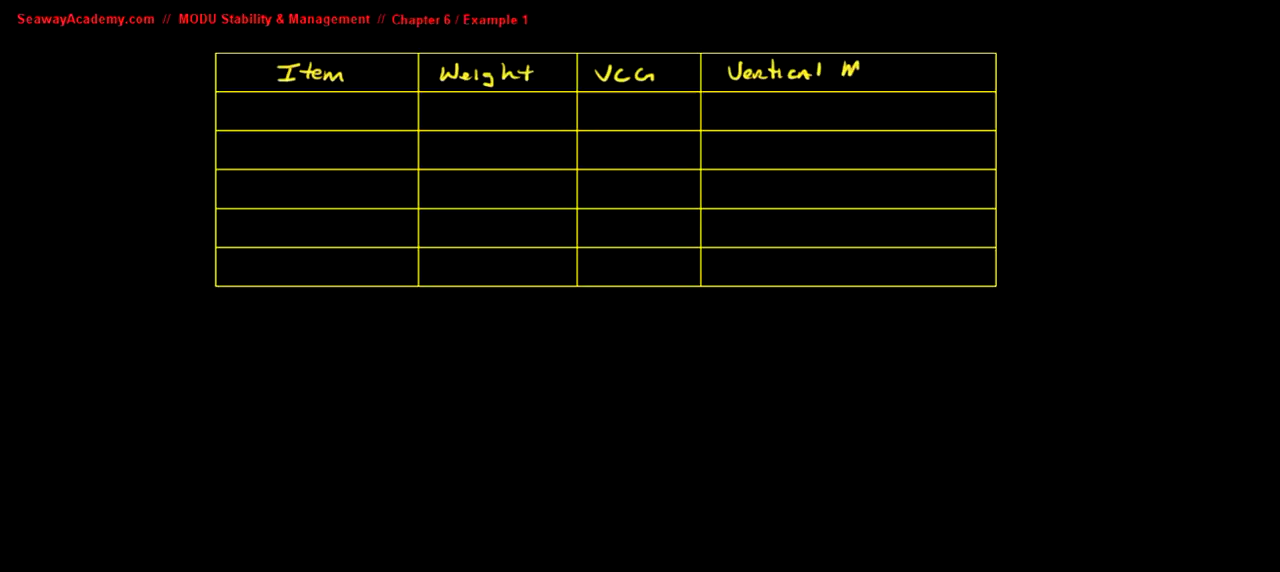 SeawayAcademy.com // MODU Stability & Management // Chapter 6 / Example 1
Item Weight VCG Vertical M